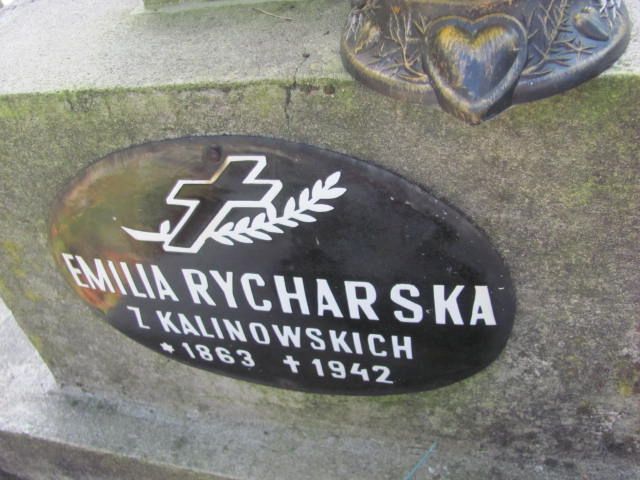 EMILIA RYCHARSKA
Z KALINOWSKICH
* 1863 † 1942